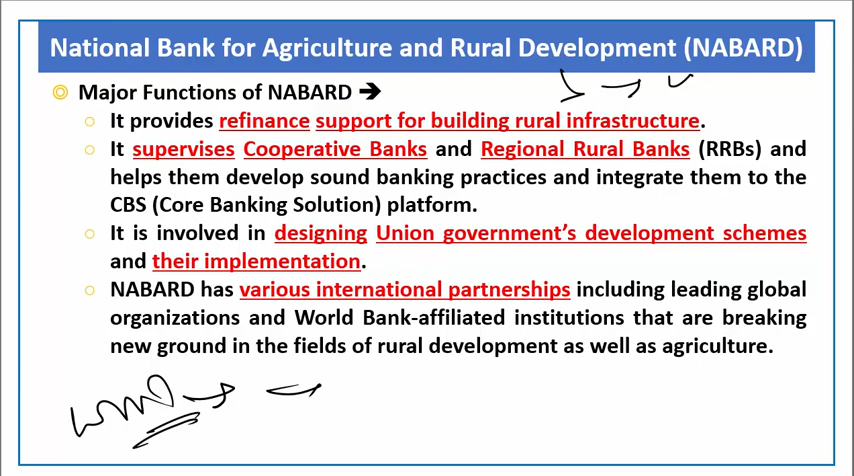 National Bank for Agriculture and Rural Development (NABARD)
Major Functions of NABARD ➔
It provides refinance support for building rural infrastructure.
It supervises Cooperative Banks and Regional Rural Banks (RRBs) and
helps them develop sound banking practices and integrate them to the
CBS (Core Banking Solution) platform.
It is involved in designing Union government's development schemes
and their implementation.
NABARD has various international partnerships including leading global
organizations and World Bank-affiliated institutions that are breaking
new ground in the fields of rural development as well as agriculture.